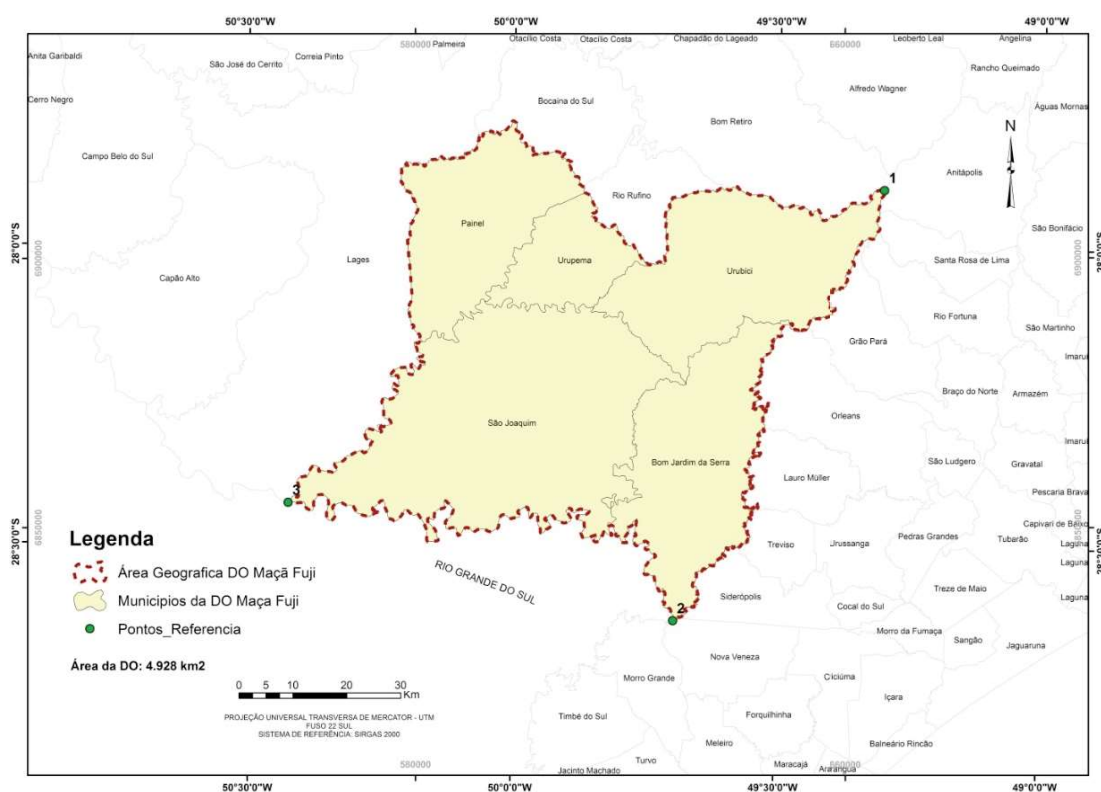 50°30'0"W
50°0'0"W
49°30'0"W
49°0'0"W
580000
660000
Anita Garibaldi
São José do Cerrito
Correia Pinto
Palmeira
Otacílio Costa
Otacílio Costa
Chapadão do Lageado
Leoberto Leal
Angelina
Rancho Queimado
Cerro Negro
Bocaina do Sul
Alfredo Wagner
Águas Mornas
Bom Retiro
N
Campo Belo do Sul
Anitápolis
1
Rio Rufino
Painel
São Bonifácio
28°0'0"S
6900000
Lages
Urupema
Urubici
Santa Rosa de Lima
6900000
28°0'0"S
Capão Alto
Rio Fortuna
São Martinho
Grão Pará
Imaruí
Braço do Norte
Armazém
São Joaquim
Orleans
Imaruí
Bom Jardim da Serra
São Ludgero
Gravatal
Lauro Müller
3
Pescaria Brava
28°30'0"S
6850000
Capivari de Baixo
Legenda
Treviso
Urussanga
Pedras Grandes
Tubarão
Laguna
28°30'0"S
Área Geografica DO Maçã Fuji
RIO GRANDE DO SUL
Laguna
Municipios da DO Maça Fuji
Siderópolis
Treze de Maio
Laguna
2
Cocal do Sul
Pontos_Referencia
Morro da Fumaça
Sangão
Jaguaruna
Área da DO: 4.928 km2
Nova Veneza
Morro Grande
Criciúma
Içara
0 5 10 20 30
Km
PROJEÇÃO UNIVERSAL TRANSVERSA DE MERCATOR - UTM
FUSO 22 SUL
SISTEMA DE REFERÊNCIA: SIRGAS 2000
Timbé do Sul
Forquilhinha
Meleiro
Balneário Rincão
Turvo
Jacinto Machado
Maracajá
Araranguá
580000
660000
50°30'0"W
50°0'0"W
49°30'0"W
49°0'0"W